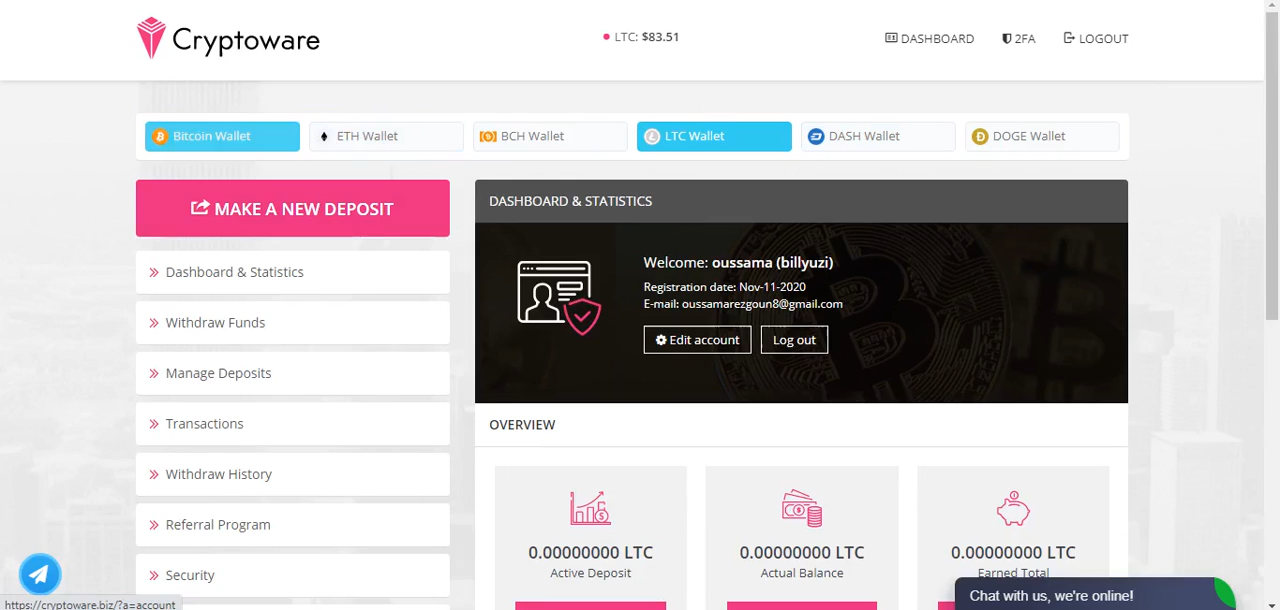 Cryptoware
LTC: $83.51
DASHBOARD
2FA
LOGOUT
Bitcoin Wallet
ETH Wallet
BCH Wallet
LTC Wallet
DASH Wallet
DOGE Wallet
MAKE A NEW DEPOSIT
Dashboard & Statistics
Withdraw Funds
Manage Deposits
Transactions
Withdraw History
Referral Program
Security
DASHBOARD & STATISTICS
Welcome: oussama (billyuzi)
Registration date: Nov-11-2020
E-mail: oussamarezgoun8@gmail.com
Edit account
Log out
OVERVIEW
0.00000000 LTC
Active Deposit
0.00000000 LTC
Actual Balance
0.00000000 LTC
Earned Total
Chat with us, we're online!
https://cryptoware.biz/?a=account